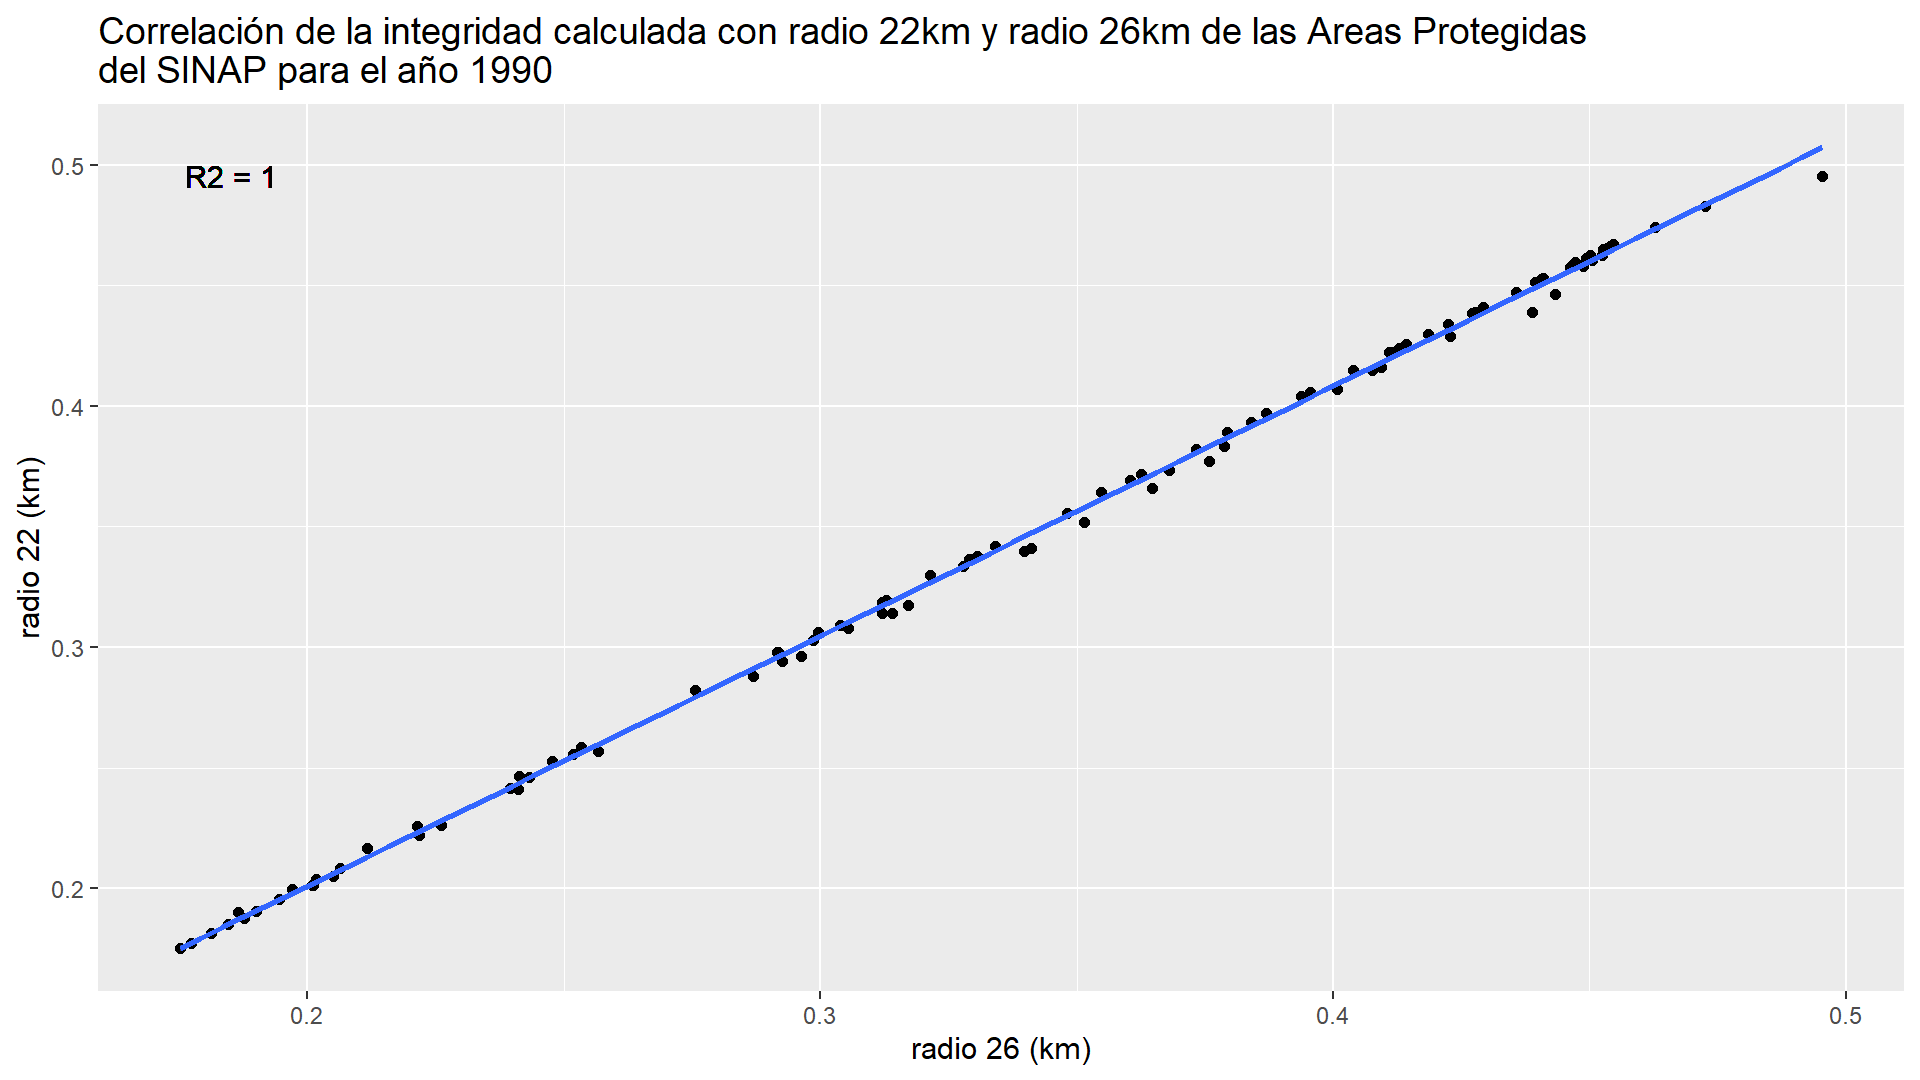 Correlación de la integridad calculada con radio 22km y radio 26km de las Areas Protegidas
del SINAP para el año 1990
R2 = 1
0.5
0.4
0.3
0.2
radio 22 (km)
0.2
0.3
0.4
0.5
radio 26 (km)